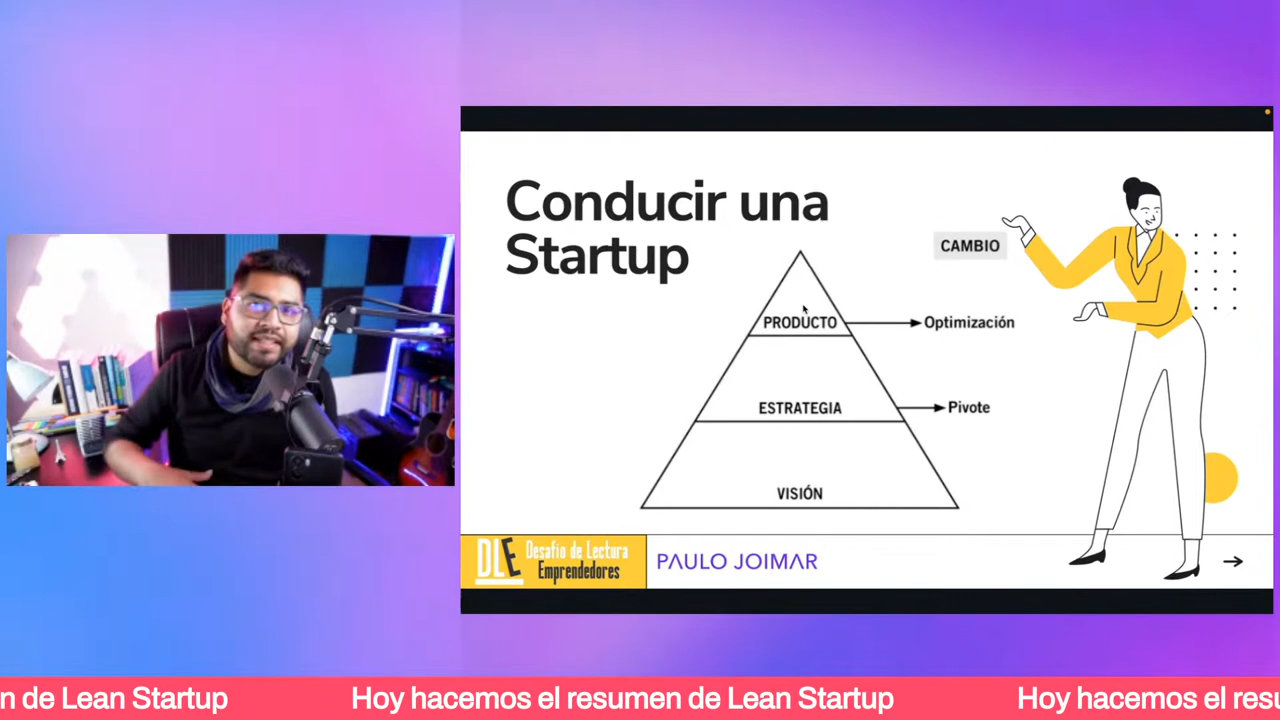 Conducir una
Startup
CAMBIO
PRODUCTO
Optimización
ESTRATEGIA
Pivote
VISIÓN
DLE
Desafío de Lectura
Emprendedores
PAULO JOIMAR
n de Lean Startup
Hoy hacemos el resumen de Lean Startup
Hoy hacemos el resu